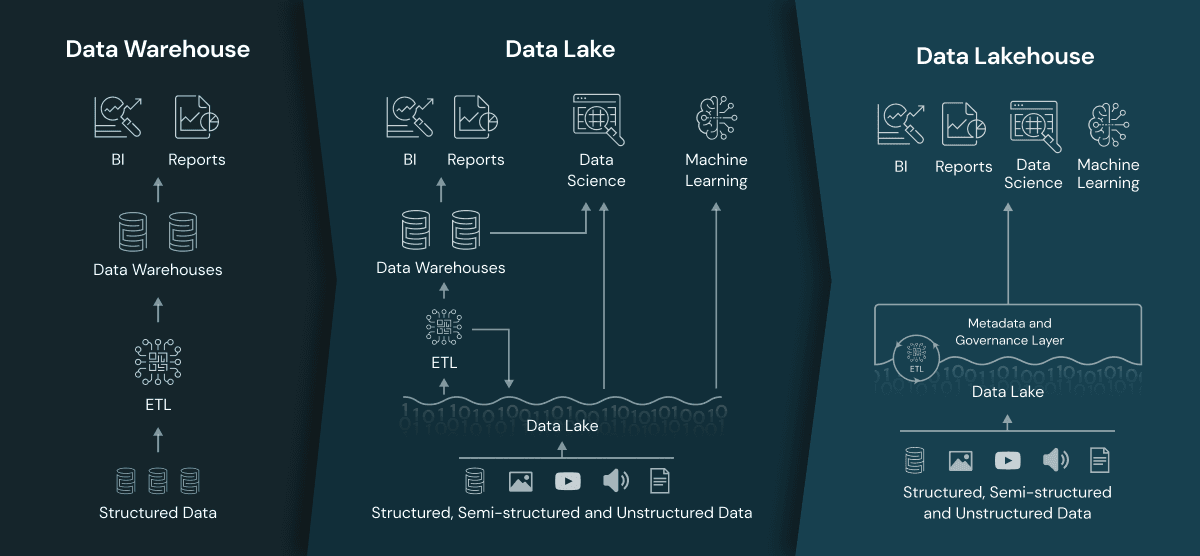 Data Warehouse
BI
Reports
Data Warehouses
ETL
Structured Data
Data Lake
BI
Reports
Data
Science
Machine
Learning
Data Warehouses
ETL
Data Lake
Structured, Semi-structured and Unstructured Data
Data Lakehouse
BI
Reports
Data
Science
Machine
Learning
Metadata and
Governance Layer
ETL
Data Lake
Structured, Semi-structured
and Unstructured Data